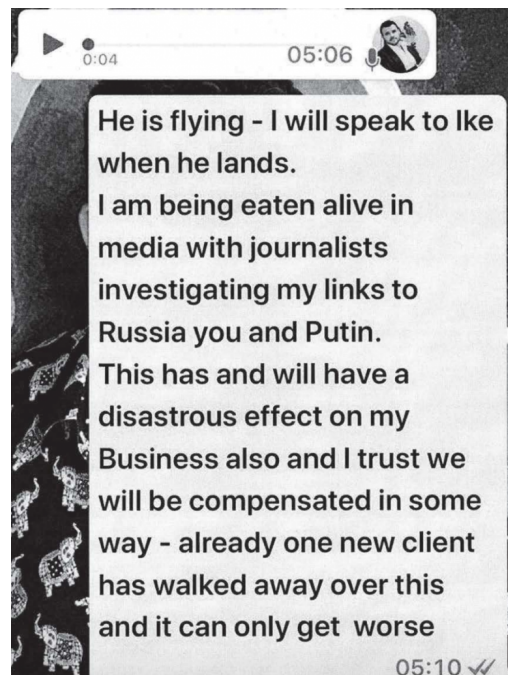 0:04
05:06
He is flying - I will speak to Ike
when he lands.
I am being eaten alive in
media with journalists
investigating my links to
Russia you and Putin.
This has and will have a
disastrous effect on my
Business also and I trust we
will be compensated in some
way - already one new client
has walked away over this
and it can only get  worse
05:10